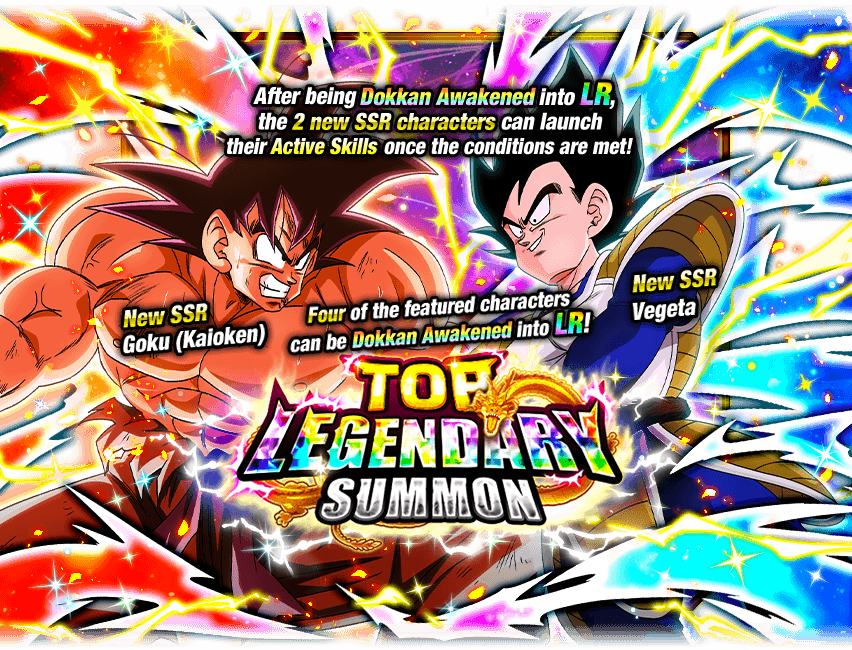 After being Dokkan Awakened into LR,
the 2 new SSR characters can launch
their Active Skills once the conditions are met!
New SSR
Goku (Kaioken)
Four of the featured characters
can be Dokkan Awakened into LR!
New SSR
Vegeta
TOP
LEGENDARY
SUMMON